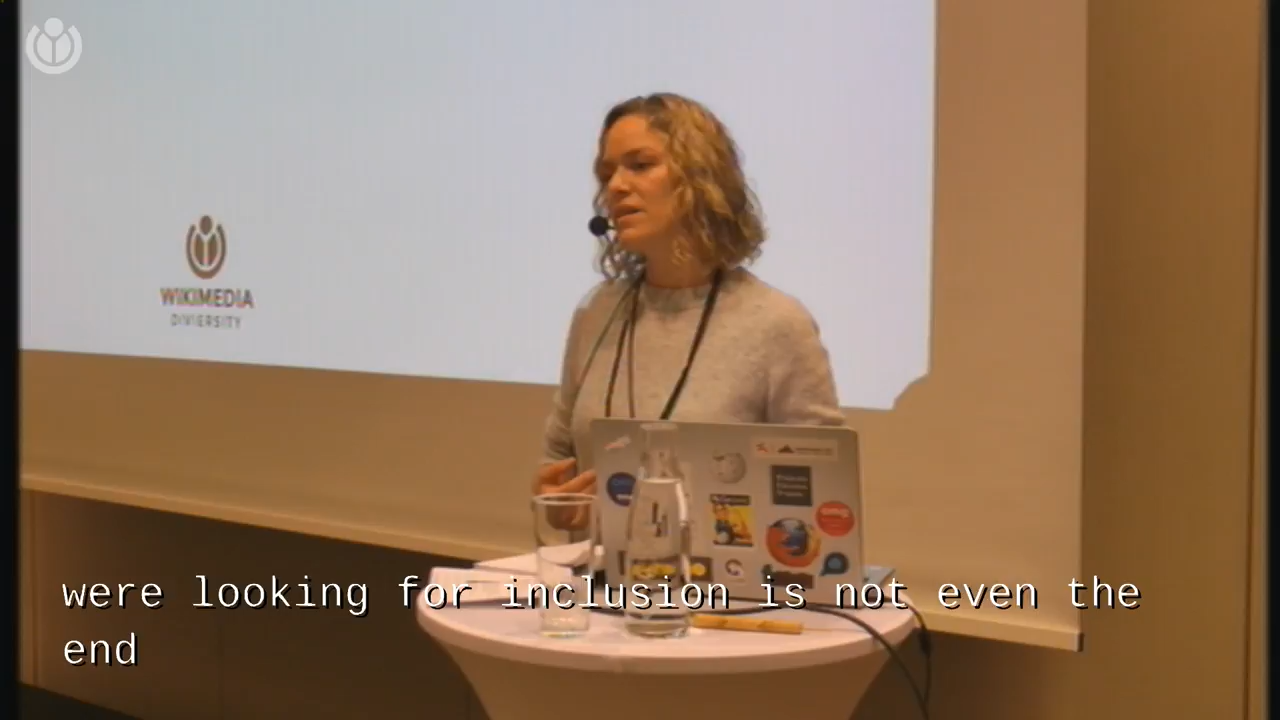 WIKIMEDIA
DIVERSITY
were looking for inclusion is not even the
end